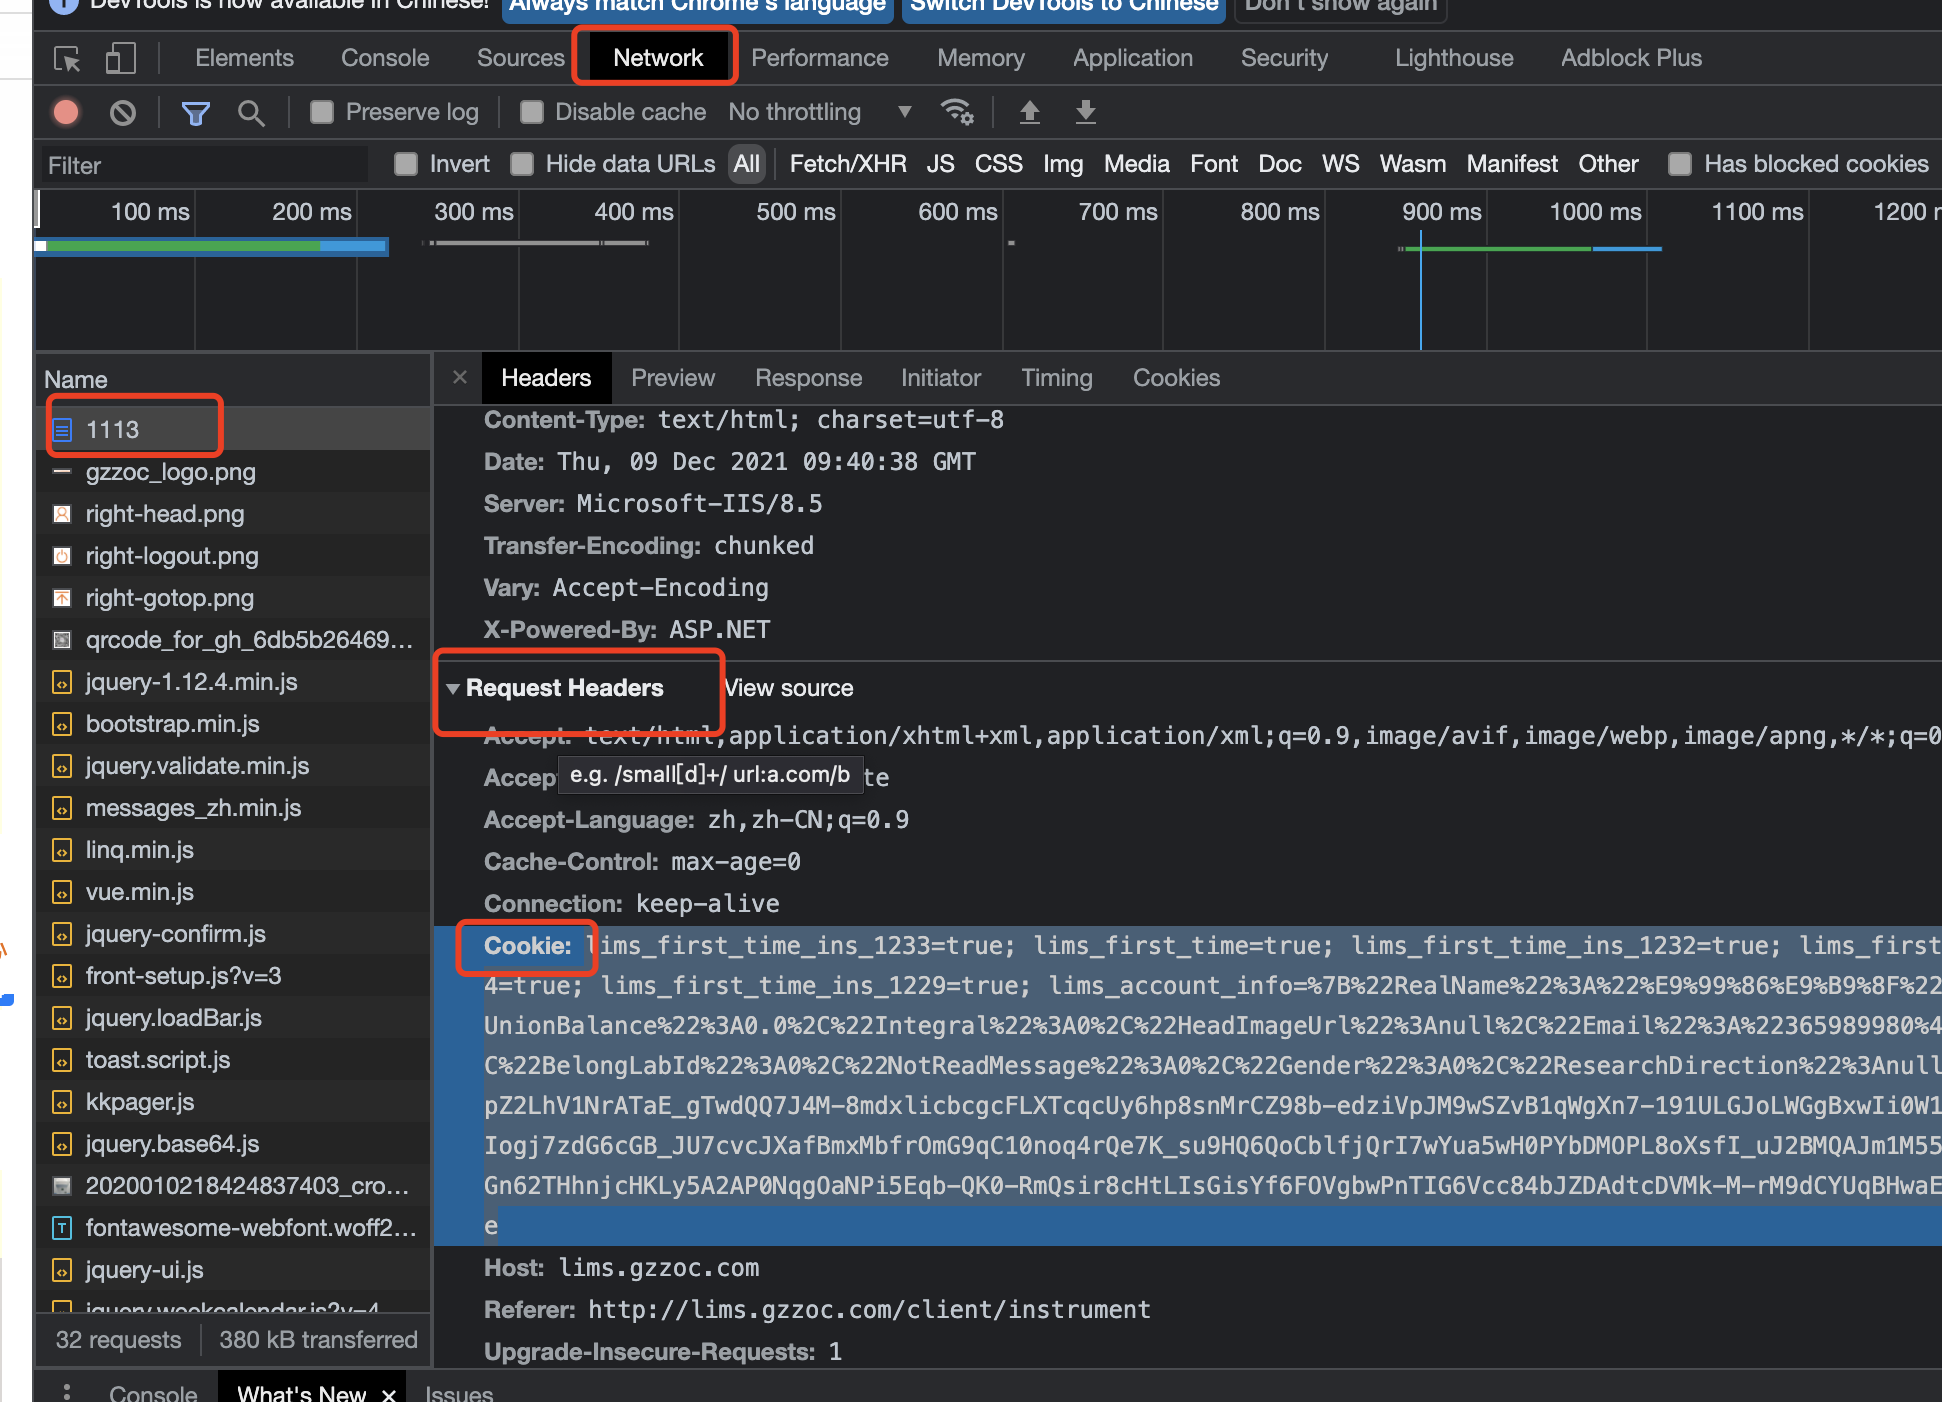 DevTools is now available in Chinese! Always match Chrome's language Switch DevTools to Chinese Don't show again
Elements Console Sources Network Performance Memory Application Security Lighthouse Adblock Plus
Preserve log Disable cache No throttling
Filter Invert Hide data URLs All Fetch/XHR JS CSS Img Media Font Doc WS Wasm Manifest Other Has blocked cookies
100 ms 200 ms 300 ms 400 ms 500 ms 600 ms 700 ms 800 ms 900 ms 1000 ms 1100 ms 1200
Name
1113
gzzoc_logo.png
right-head.png
right-logout.png
right-gotop.png
qrcode_for_gh_6db5b26469...
jquery-1.12.4.min.js
bootstrap.min.js
jquery.validate.min.js
messages_zh.min.js
linq.min.js
vue.min.js
jquery-confirm.js
front-setup.js?v=3
jquery.loadBar.js
toast.script.js
kkpager.js
jquery.base64.js
2020010218424837403_cro...
fontawesome-webfont.woff2...
jquery-ui.js
jquery.weekcalendar.js?v=4
32 requests 380 kB transferred
Headers Preview Response Initiator Timing Cookies
Content-Type: text/html; charset=utf-8
Date: Thu, 09 Dec 2021 09:40:38 GMT
Server: Microsoft-IIS/8.5
Transfer-Encoding: chunked
Vary: Accept-Encoding
X-Powered-By: ASP.NET
Request Headers View source
Accept: text/html,application/xhtml+xml,application/xml;q=0.9,image/avif,image/webp,image/apng,*/*;q=0
Accep te
e.g. /small[d]+/ url:a.com/b
Accept-Language: zh,zh-CN;q=0.9
Cache-Control: max-age=0
Connection: keep-alive
Cookie: lims_first_time_ins_1233=true; lims_first_time=true; lims_first_time_ins_1232=true; lims_first
4=true; lims_first_time_ins_1229=true; lims_account_info=%7B%22RealName%22%3A%22%E9%99%86%E9%B9%8F%22
UnionBalance%22%3A0.0%2C%22Integral%22%3A0%2C%22HeadImageUrl%22%3Anull%2C%22Email%22%3A%22365989980%4
C%22BelongLabId%22%3A0%2C%22NotReadMessage%22%3A0%2C%22Gender%22%3A0%2C%22ResearchDirection%22%3Anull
pZ2LhV1NrATaE_gTwdQQ7J4M-8mdxlicbcgcFLXTcqcUy6hp8snMrCZ98b-edziVpJM9wSZvB1qWgXn7-191ULGJoLWGgBxwIi0W1
Iogj7zdG6cGB_JU7cvcJXafBmxMbfrOmG9qC10noq4rQe7K_su9HQ6QoCblfjQrI7wYua5wH0PYbDMOPL8oXsfI_uJ2BMQAJm1M55
Gn62THhnjcHKLy5A2AP0NqgOaNPi5Eqb-QK0-RmQsir8cHtLIsGisYf6FOVgbwPnTIG6Vcc84bJZDAdtcDVMk-M-rM9dCYUqBHwaE
e
Host: lims.gzzoc.com
Referer: http://lims.gzzoc.com/client/instrument
Upgrade-Insecure-Requests: 1
Console What's New Issues